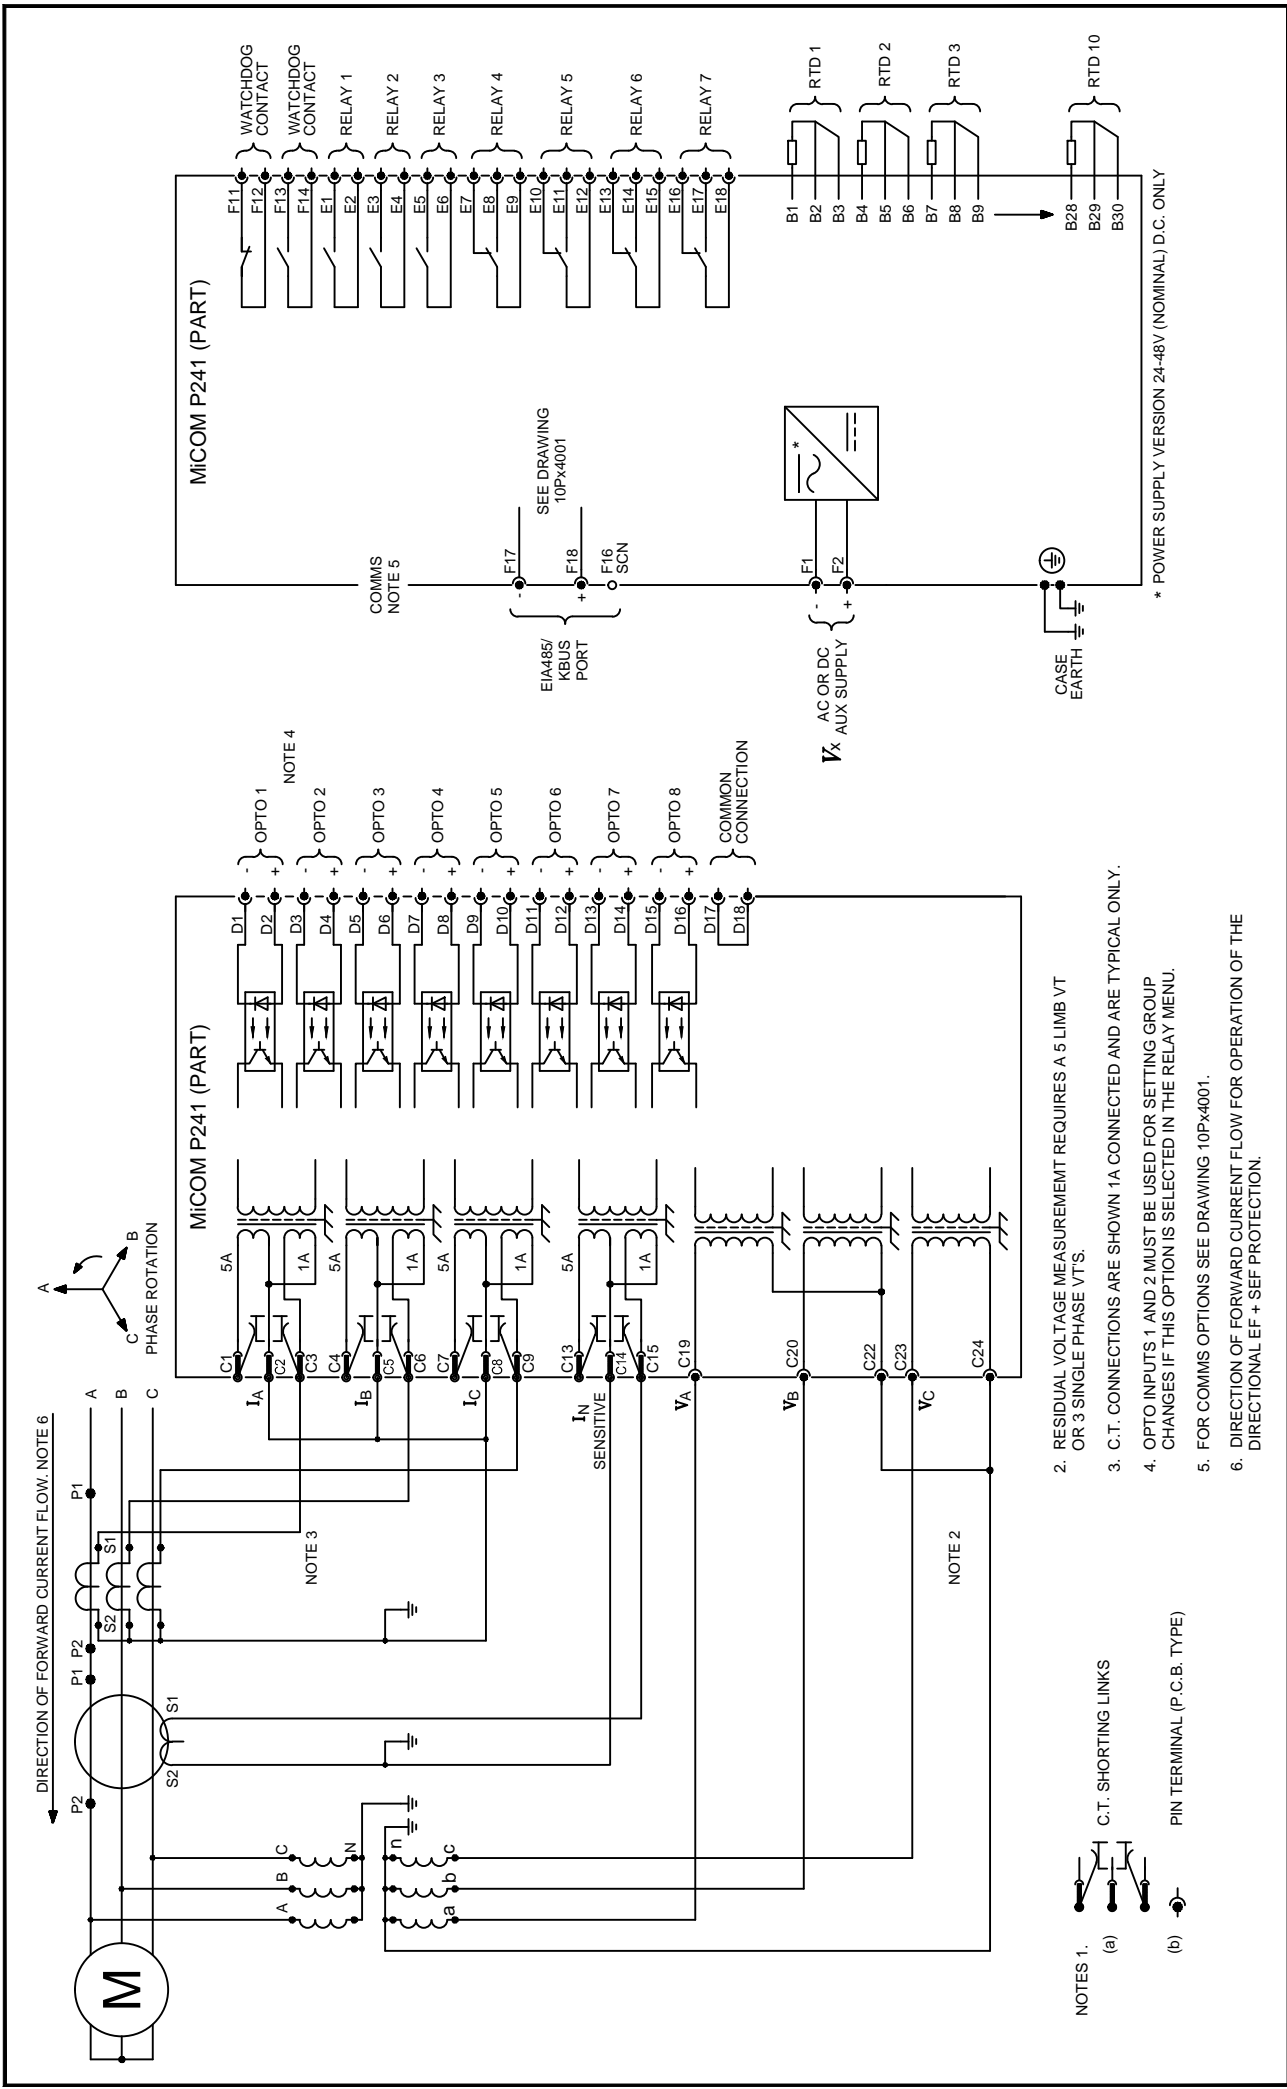 DIRECTION OF FORWARD CURRENT FLOW. NOTE 6
P2
P1
P2
P1
A
B
C
S2
S1
S2
S1
M
A
B
C
N
n
a
b
c
A
B
C
PHASE ROTATION
NOTE 3
NOTE 2
MiCOM P241 (PART)
IA
IB
IC
IN
SENSITIVE
VA
VB
VC
C1
C2
C3
C4
C5
C6
C7
C8
C9
C13
C14
C15
C19
C20
C22
C23
C24
5A
1A
5A
1A
5A
1A
5A
1A
D1
D2
D3
D4
D5
D6
D7
D8
D9
D10
D11
D12
D13
D14
D15
D16
D17
D18
-
+
-
+
-
+
-
+
-
+
-
+
-
+
-
+
OPTO 1
NOTE 4
OPTO 2
OPTO 3
OPTO 4
OPTO 5
OPTO 6
OPTO 7
OPTO 8
COMMON
CONNECTION
MiCOM P241 (PART)
COMMS
NOTE 5
EIA485/
KBUS
PORT
-
+
F17
F18
F16
SCN
SEE DRAWING
10Px4001
Vx
AC OR DC
AUX SUPPLY
-
+
F1
F2
*
CASE
EARTH
F11
F12
F13
F14
E1
E2
E3
E4
E5
E6
E7
E8
E9
E10
E11
E12
E13
E14
E15
E16
E17
E18
WATCHDOG
CONTACT
WATCHDOG
CONTACT
RELAY 1
RELAY 2
RELAY 3
RELAY 4
RELAY 5
RELAY 6
RELAY 7
B1
B2
B3
B4
B5
B6
B7
B8
B9
B28
B29
B30
RTD 1
RTD 2
RTD 3
RTD 10
* POWER SUPPLY VERSION 24-48V (NOMINAL) D.C. ONLY
NOTES 1.
(a)
C.T. SHORTING LINKS
(b)
PIN TERMINAL (P.C.B. TYPE)
2. RESIDUAL VOLTAGE MEASUREMEMT REQUIRES A 5 LIMB VT
OR 3 SINGLE PHASE VT'S.
3. C.T. CONNECTIONS ARE SHOWN 1A CONNECTED AND ARE TYPICAL ONLY.
4. OPTO INPUTS 1 AND 2 MUST BE USED FOR SETTING GROUP
CHANGES IF THIS OPTION IS SELECTED IN THE RELAY MENU.
5. FOR COMMS OPTIONS SEE DRAWING 10Px4001.
6. DIRECTION OF FORWARD CURRENT FLOW FOR OPERATION OF THE
DIRECTIONAL EF + SEF PROTECTION.